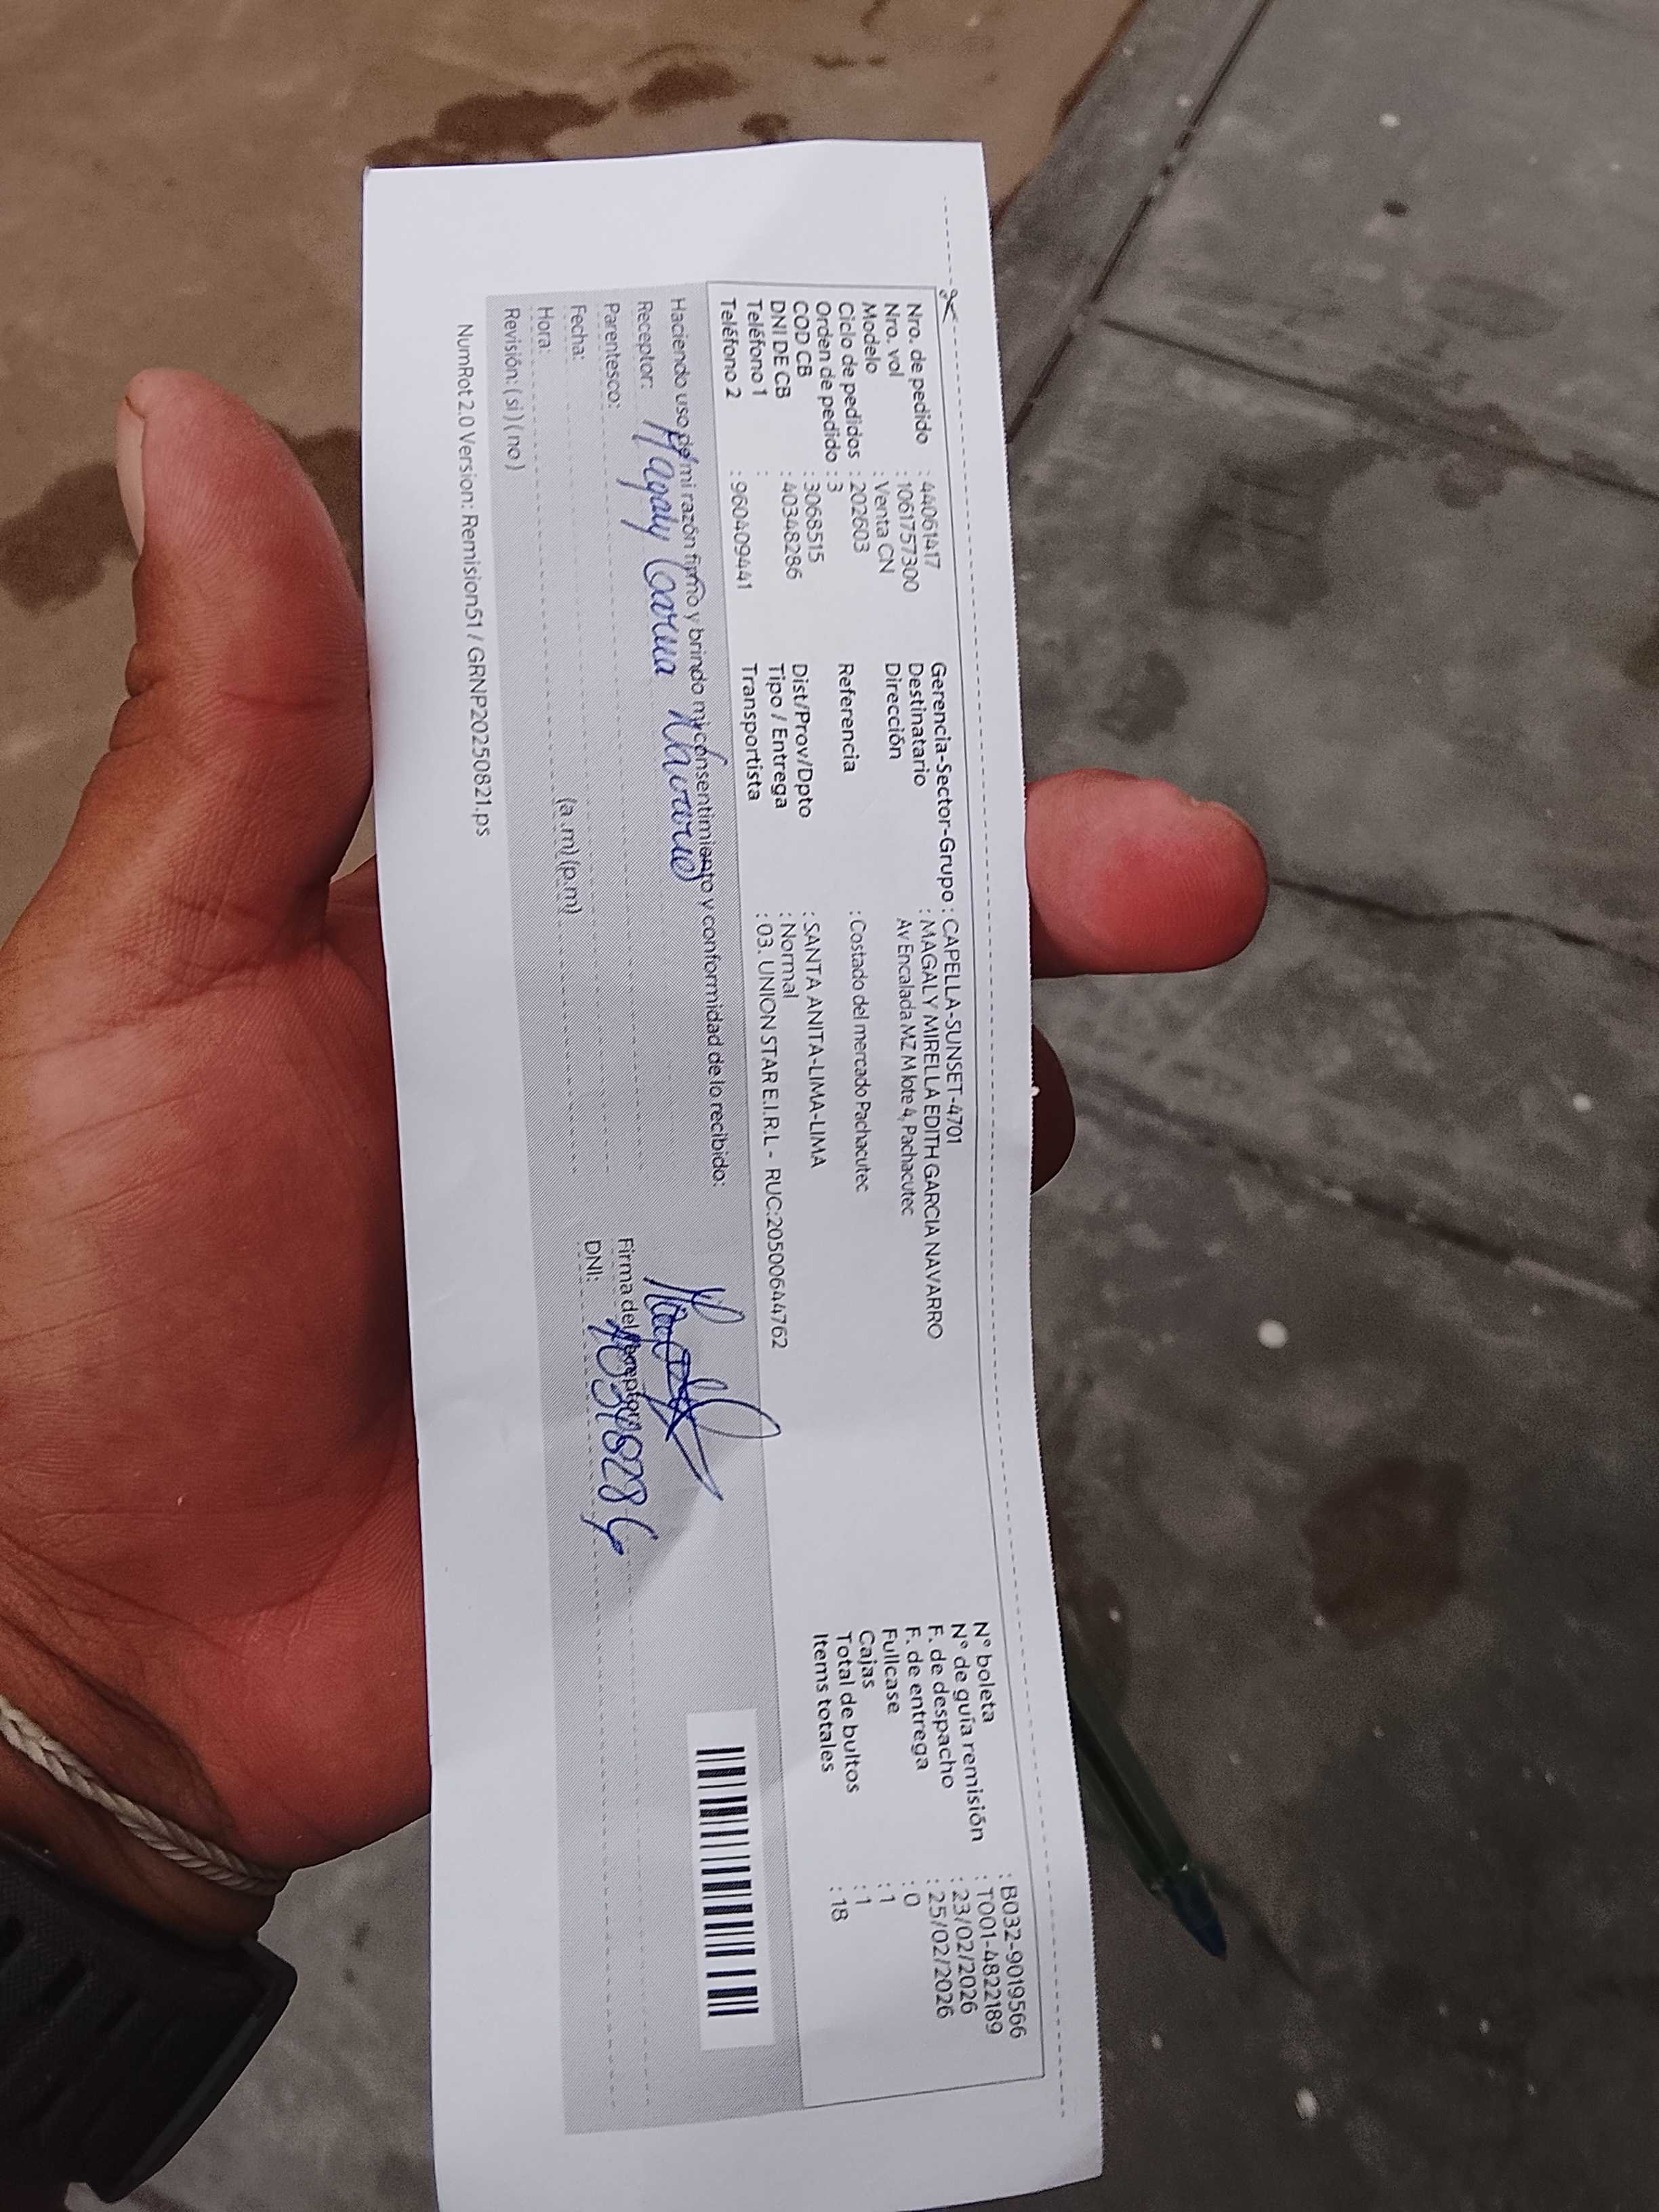 Nro. de pedido : 44061417
Nro. vol : 1061757300
Modelo : Venta CN
Ciclo de pedidos : 202603
Orden de pedido : 3
COD CB : 3068515
DNI DE CB : 40348286
Teléfono 1 :
Teléfono 2 : 960409441
Gerencia-Sector-Grupo : CAPELLA-SUNSET-4701
Destinatario : MAGALY MIRELLA EDITH GARCIA NAVARRO
Dirección Av Encalada MZ M lote 4, Pachacutec
Referencia : Costado del mercado Pachacutec
Dist/Prov/Dpto : SANTA ANITA-LIMA-LIMA
Tipo / Entrega : Normal
Transportista : 03. UNION STAR E.I.R.L - RUC:20500644762
N° boleta : B032-9019566
N° de guía remisión : T001-4822189
F. de despacho : 23/02/2026
F. de entrega : 25/02/2026
Fullcase : 0
Cajas : 1
Total de bultos : 1
Items totales : 18
Haciendo uso de mi razón firmo y brindo mi consentimiento y conformidad de lo recibido:
Receptor: Magaly Garcia Navarro
Parentesco:
Fecha:
Hora: (a .m) (p.m)
Revisión: ( si ) ( no )
Firma del receptor:
DNI: 40348286
NumRot 2.0 Version: Remision51 / GRNP20250821.ps